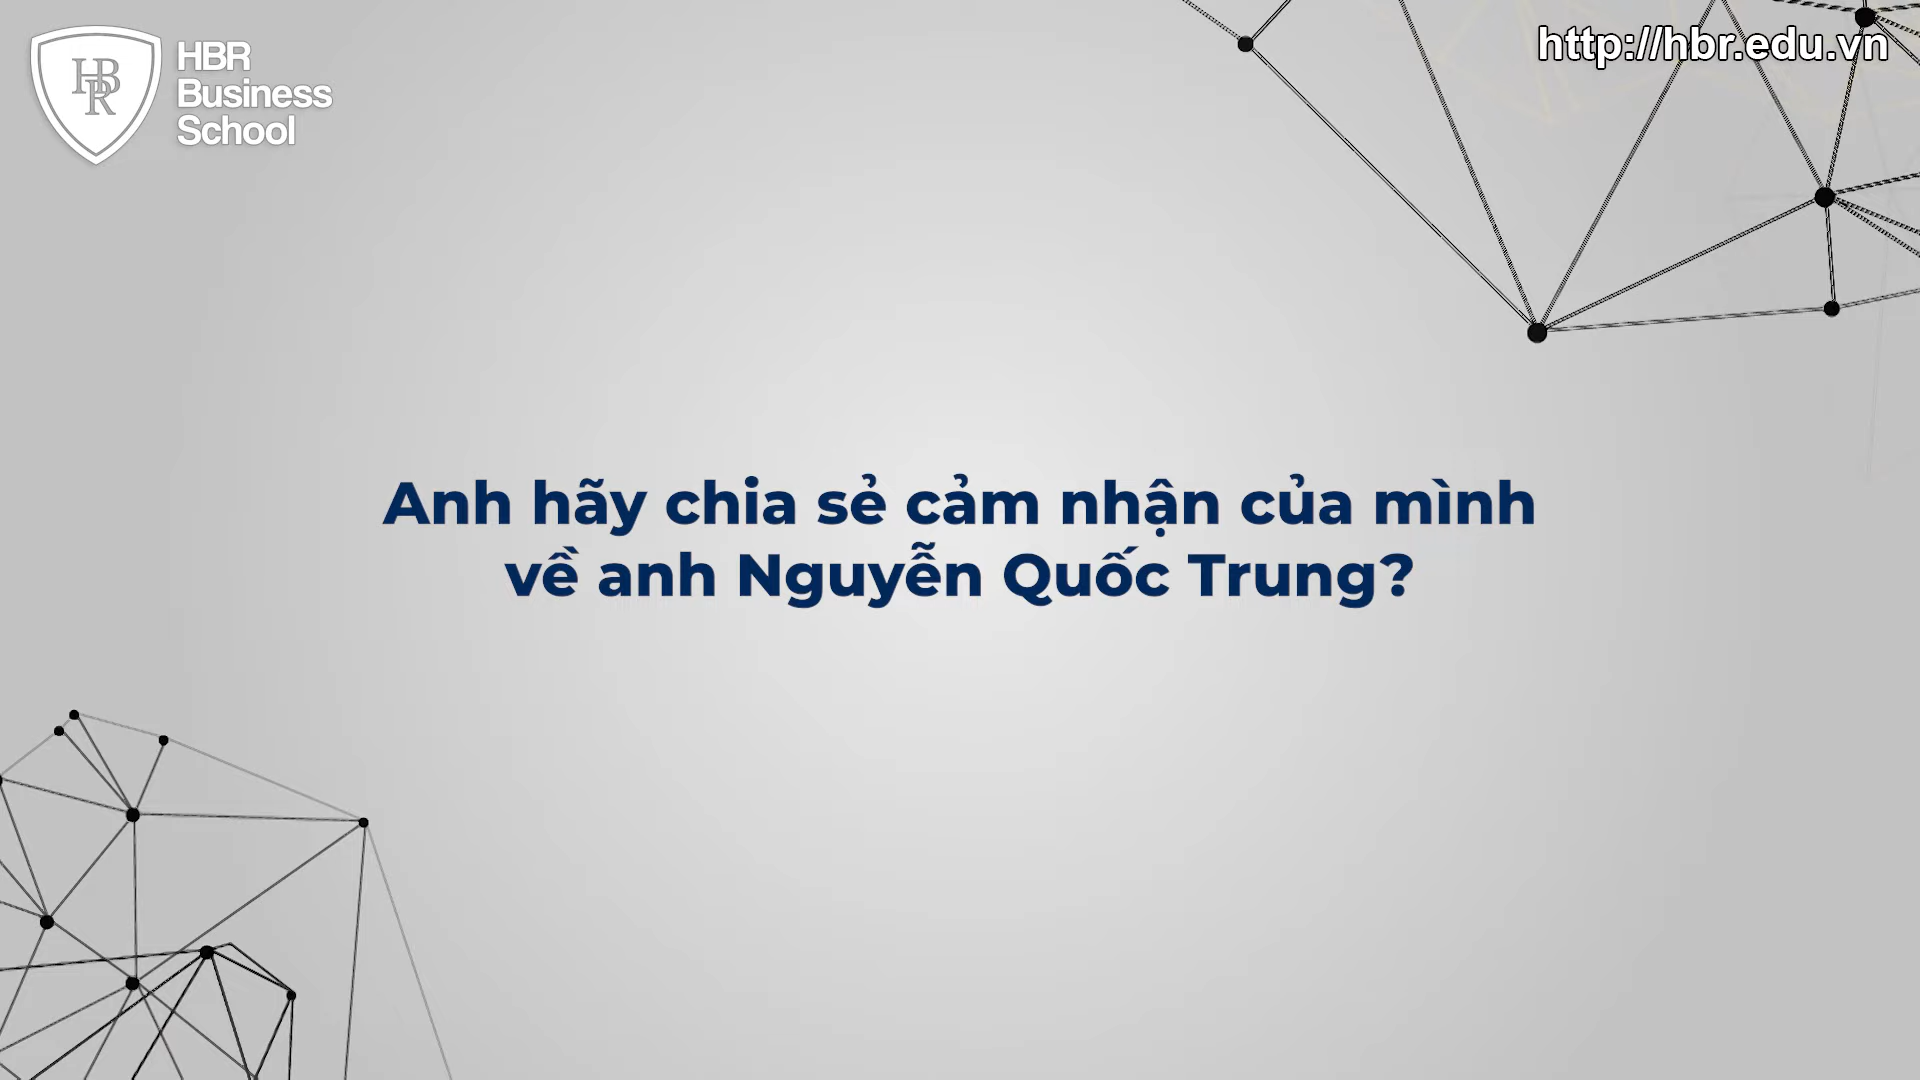 HBR
Business
School
HBR
http://hbr.edu.vn
Anh hãy chia sẻ cảm nhận của mình
về anh Nguyễn Quốc Trung?